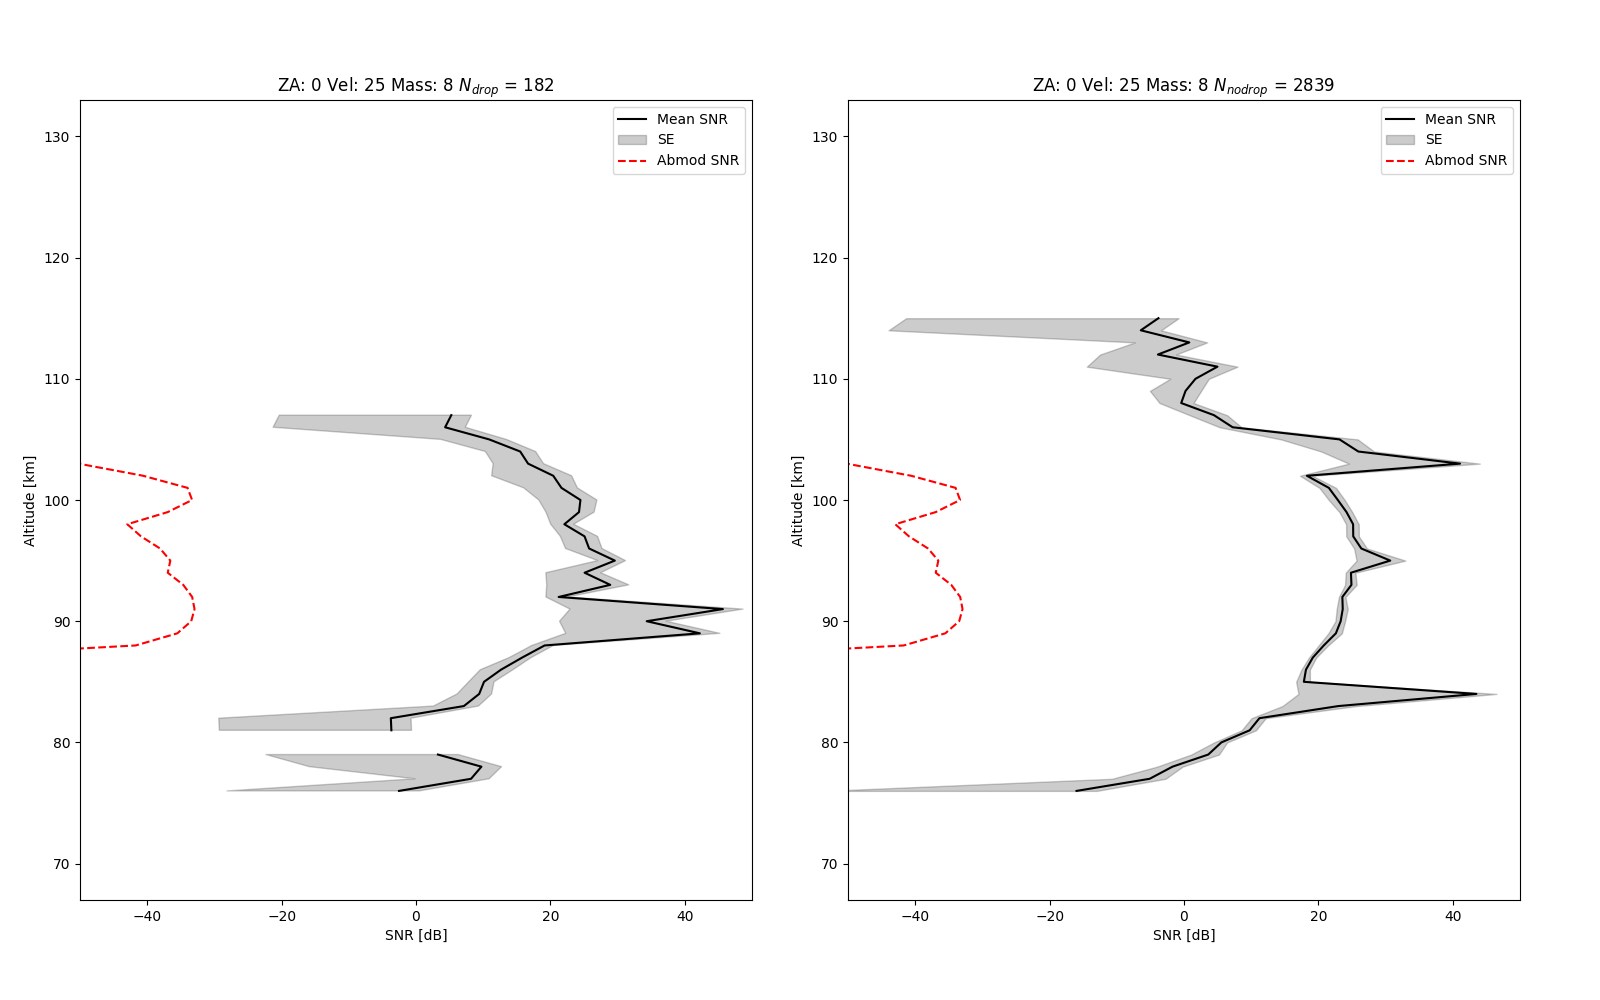 ZA: 0 Vel: 25 Mass: 8 N_drop = 182
Mean SNR
SE
Abmod SNR
130
120
110
100
90
80
70
Altitude [km]
−40
−20
0
20
40
SNR [dB]
ZA: 0 Vel: 25 Mass: 8 N_nodrop = 2839
Mean SNR
SE
Abmod SNR
130
120
110
100
90
80
70
Altitude [km]
−40
−20
0
20
40
SNR [dB]